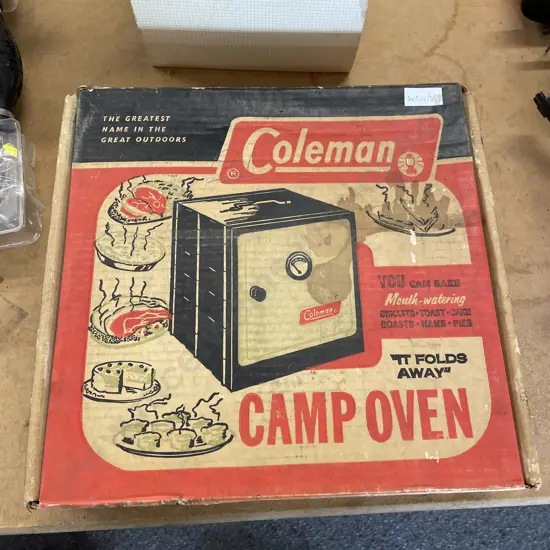 THE GREATEST
NAME IN THE
GREAT OUTDOORS
Coleman
®
YOU CAN BAKE
Mouth-watering
BISCUITS • TOAST • CAKE
ROASTS • HAMS • PIES
Coleman
"IT FOLDS
AWAY"
CAMP OVEN